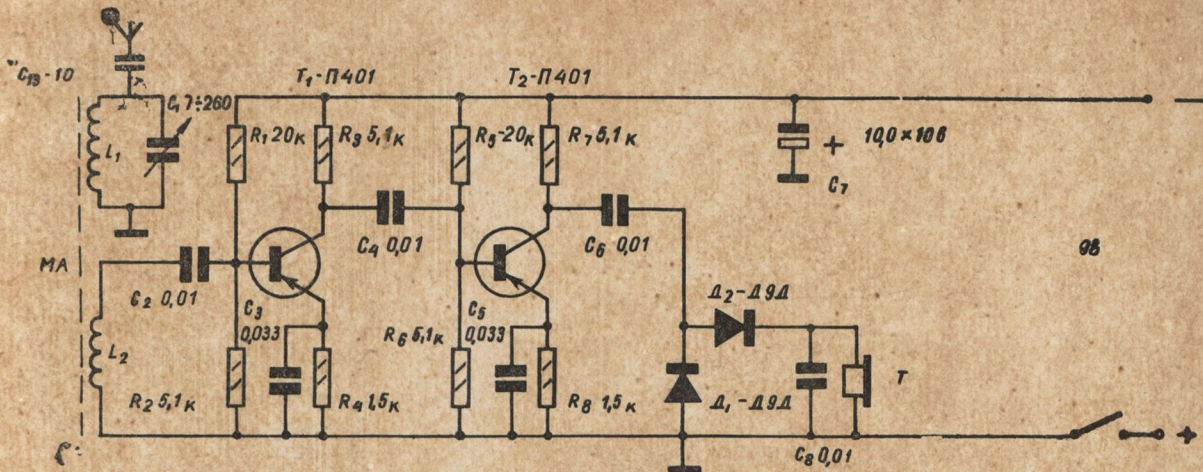 C13-10
C1 7÷260
L1
MA
L2
C2 0,01
T1-П401
R1 20к
R3 5,1к
R2 5,1к
C3
0,033
R4 1,5к
C4 0,01
T2-П401
R5-20к
R7 5,1к
R6 5,1к
C5
0,033
R8 1,5к
C6 0,01
Д2-Д9Д
Д1-Д9Д
+
10,0×10в
C7
9в
T
C8 0,01
+